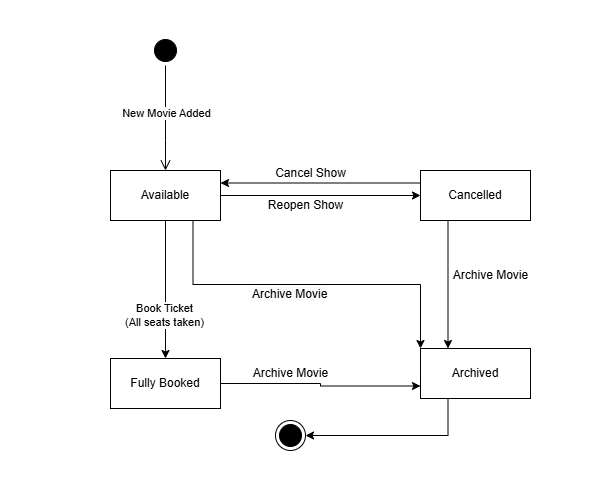 New Movie Added
Cancel Show
Available
Cancelled
Reopen Show
Archive Movie
Archive Movie
Book Ticket
(All seats taken)
Archive Movie
Fully Booked
Archived